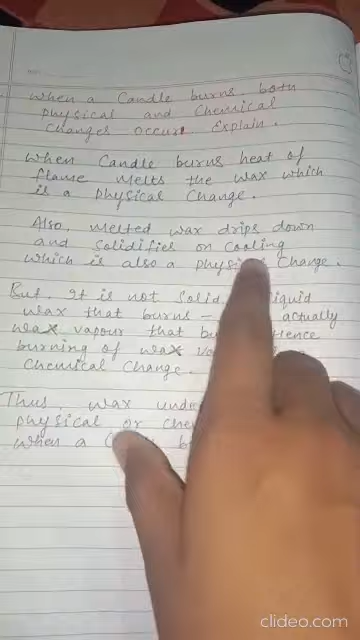 When a Candle burns both
physical and Chemical
Changes occur. Explain.
When Candle burns heat of
flame melts the wax which
is a physical Change.
Also, melted wax drips down
and Solidifies on Cooling
which is also a physical Change.
But, It is not Solid liquid
wax that burns – actually
wax vapour that Hence
burning of wax
Chemical Change.
Thus, wax
physical or
when a
clideo.com